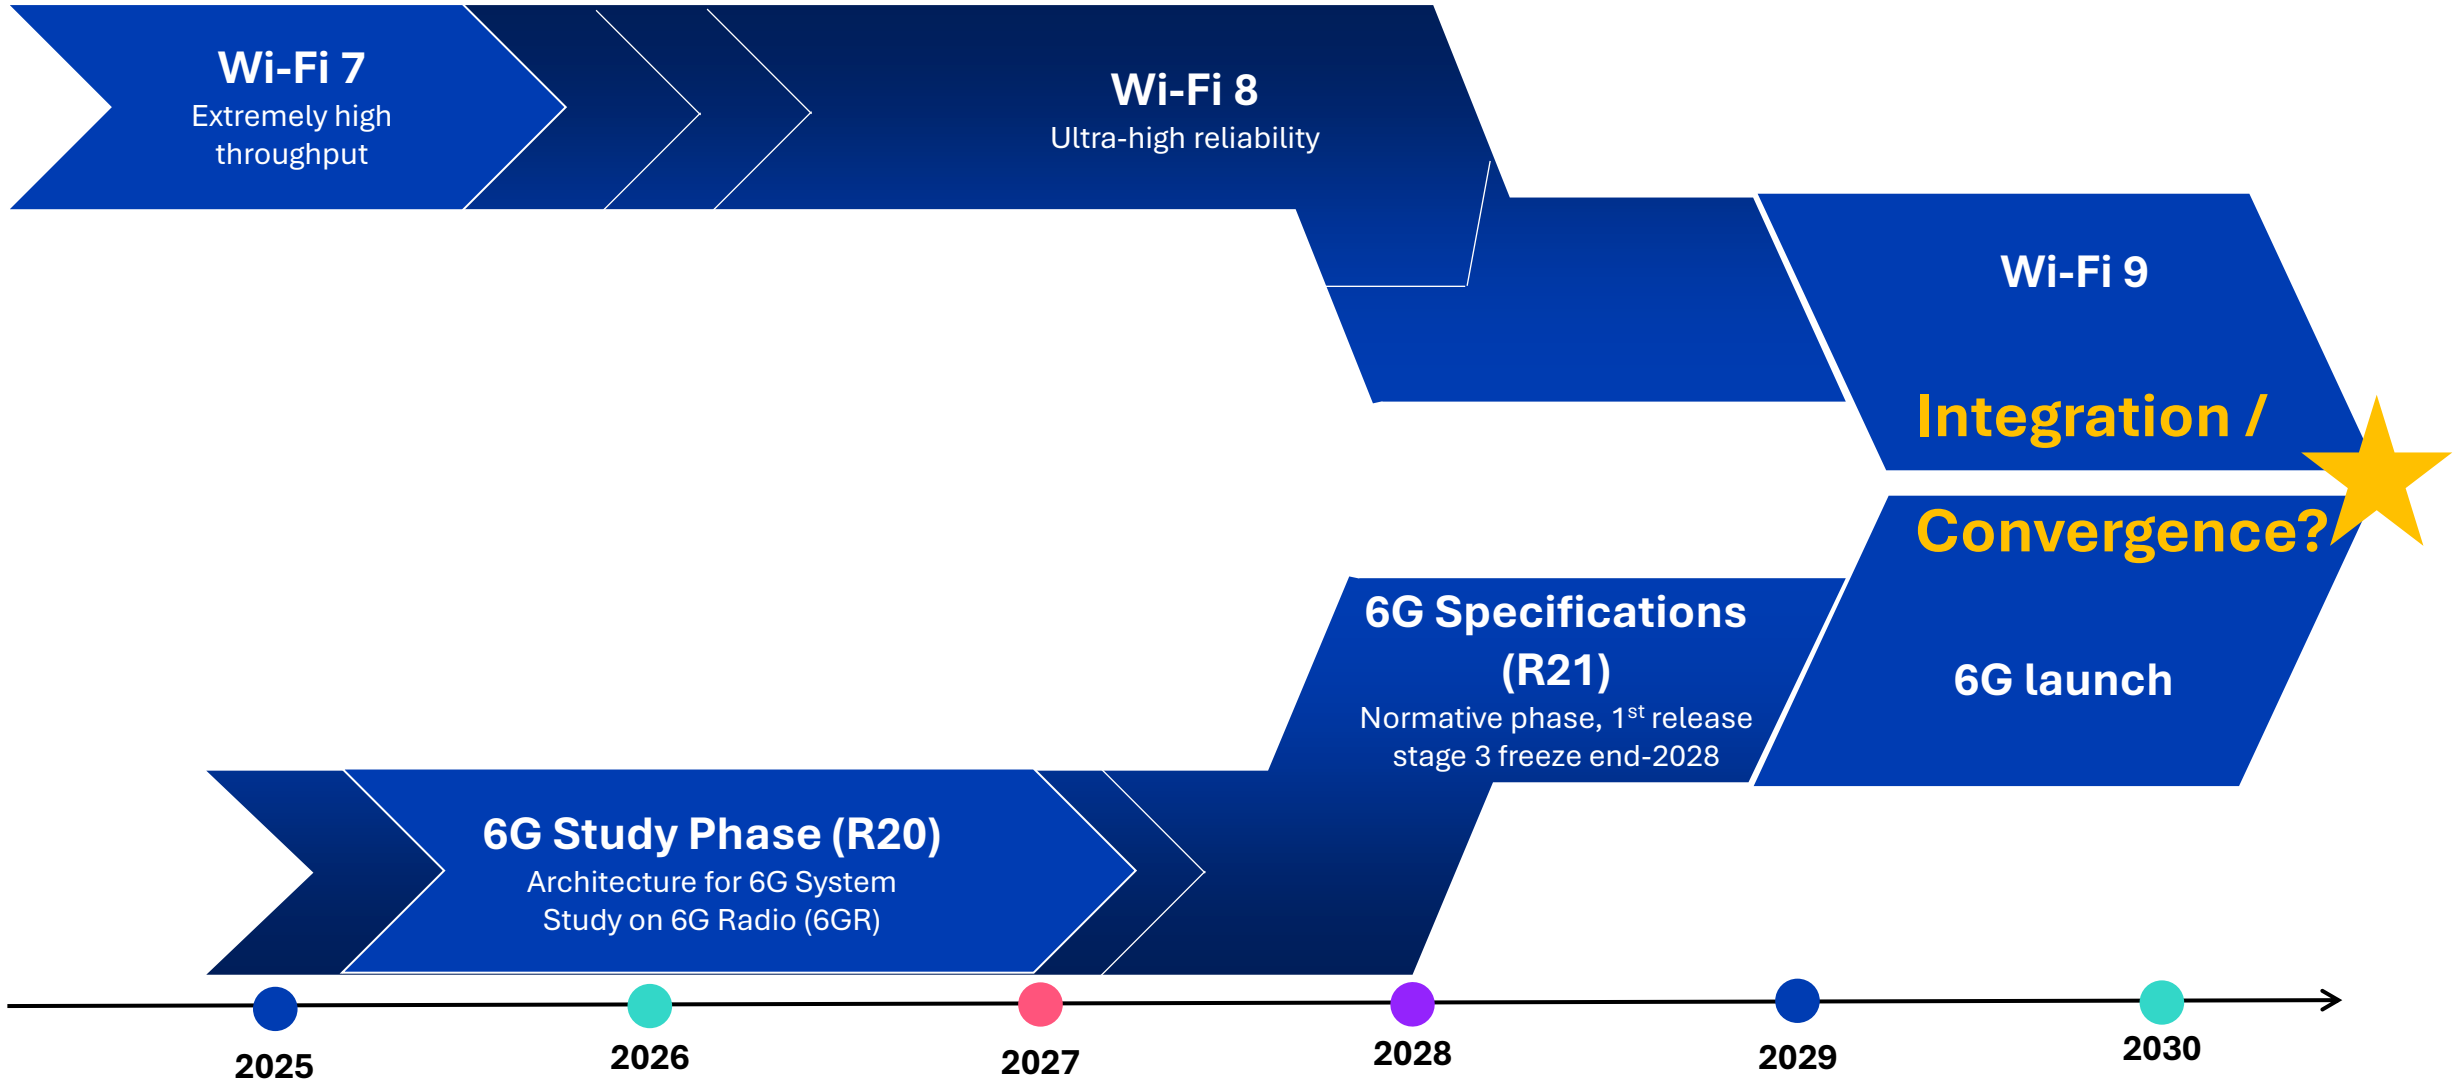 Wi-Fi 7
Extremely high
throughput
Wi-Fi 8
Ultra-high reliability
Wi-Fi 9
Integration /
Convergence?
6G Specifications
(R21)
Normative phase, 1st release
stage 3 freeze end-2028
6G launch
6G Study Phase (R20)
Architecture for 6G System
Study on 6G Radio (6GR)
2025
2026
2027
2028
2029
2030